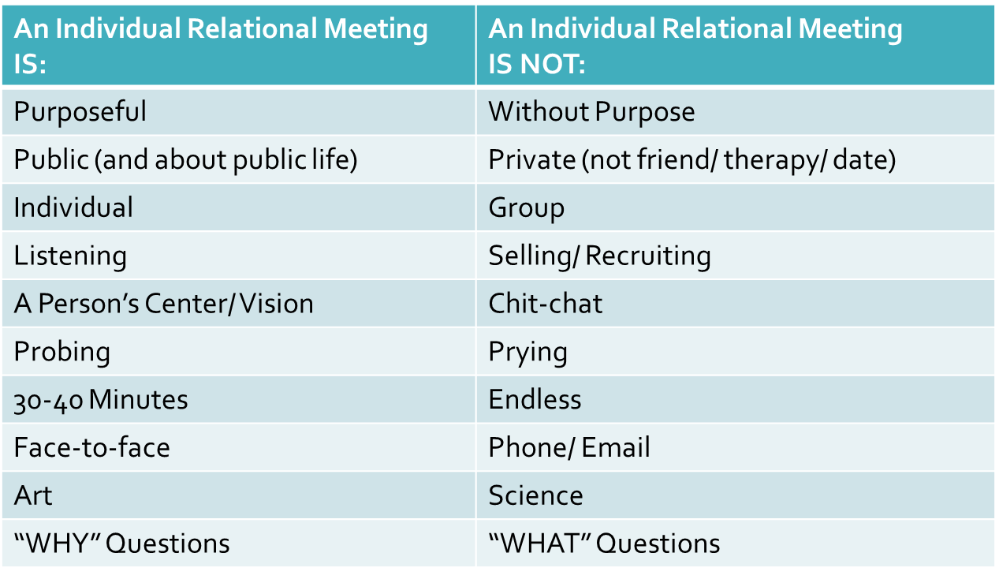 An Individual Relational Meeting
IS:
An Individual Relational Meeting
IS NOT:
Purposeful
Without Purpose
Public (and about public life)
Private (not friend/ therapy/ date)
Individual
Group
Listening
Selling/ Recruiting
A Person’s Center/ Vision
Chit-chat
Probing
Prying
30-40 Minutes
Endless
Face-to-face
Phone/ Email
Art
Science
“WHY” Questions
“WHAT” Questions